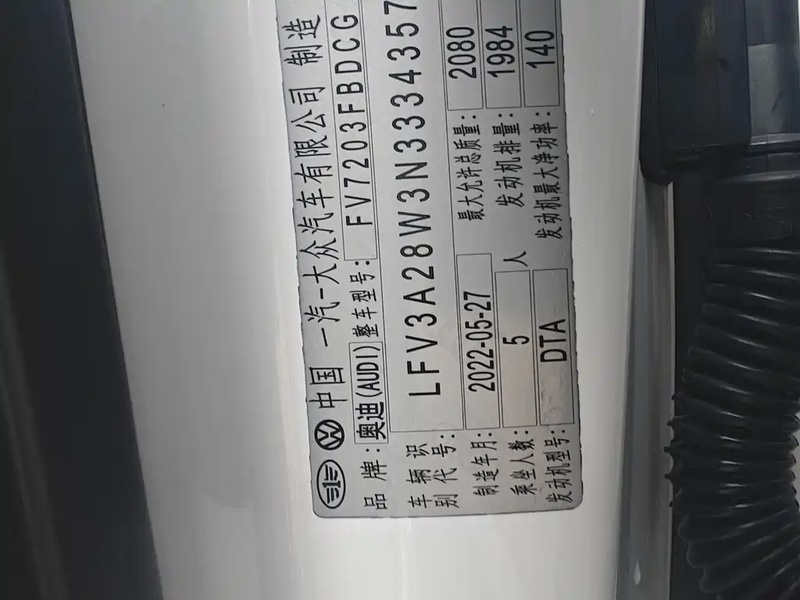 中国 一汽-大众汽车有限公司 制造
品牌: 奥迪(AUDI) 整车型号: FV7203FBDCG
车辆识别代号: LFV3A28W3N3334357
制造年月: 2022-05-27 最大允许总质量: 2080
乘坐人数: 5 人 发动机排量: 1984
发动机型号: DTA 发动机最大净功率: 140